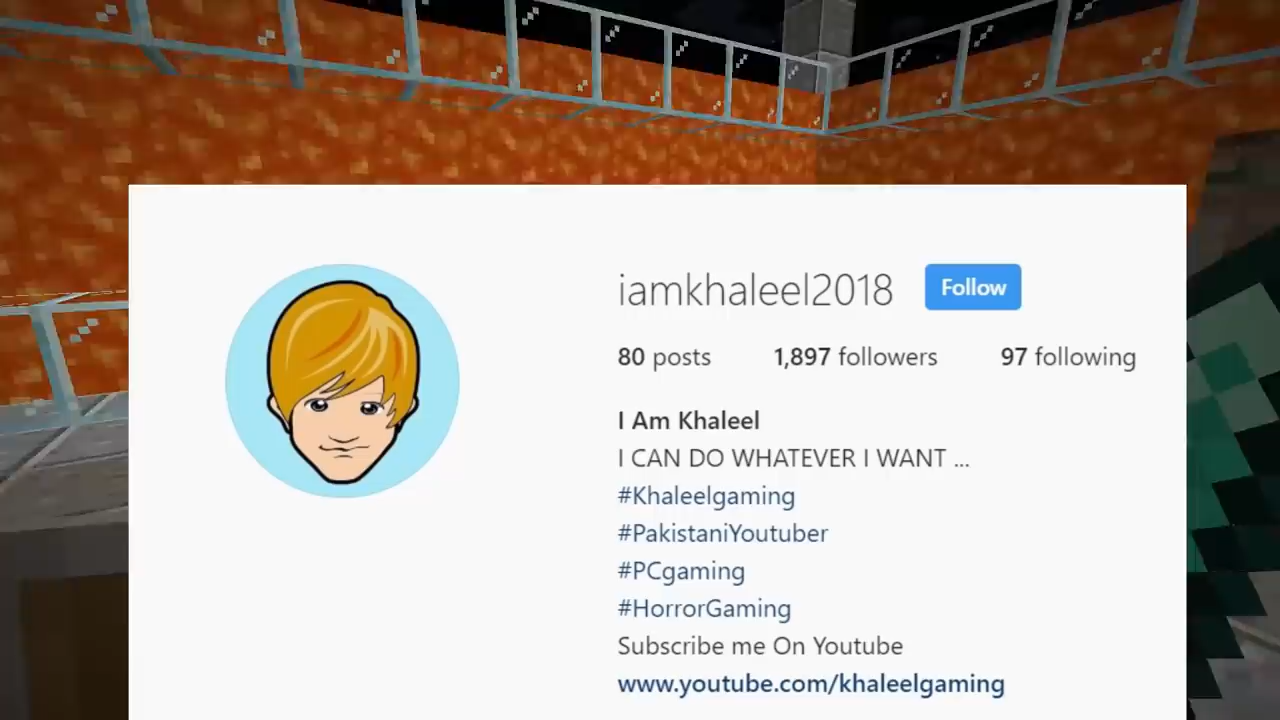 iamkhaleel2018 Follow
80 posts 1,897 followers 97 following
I Am Khaleel
I CAN DO WHATEVER I WANT ...
#Khaleelgaming
#PakistaniYoutuber
#PCgaming
#HorrorGaming
Subscribe me On Youtube
www.youtube.com/khaleelgaming